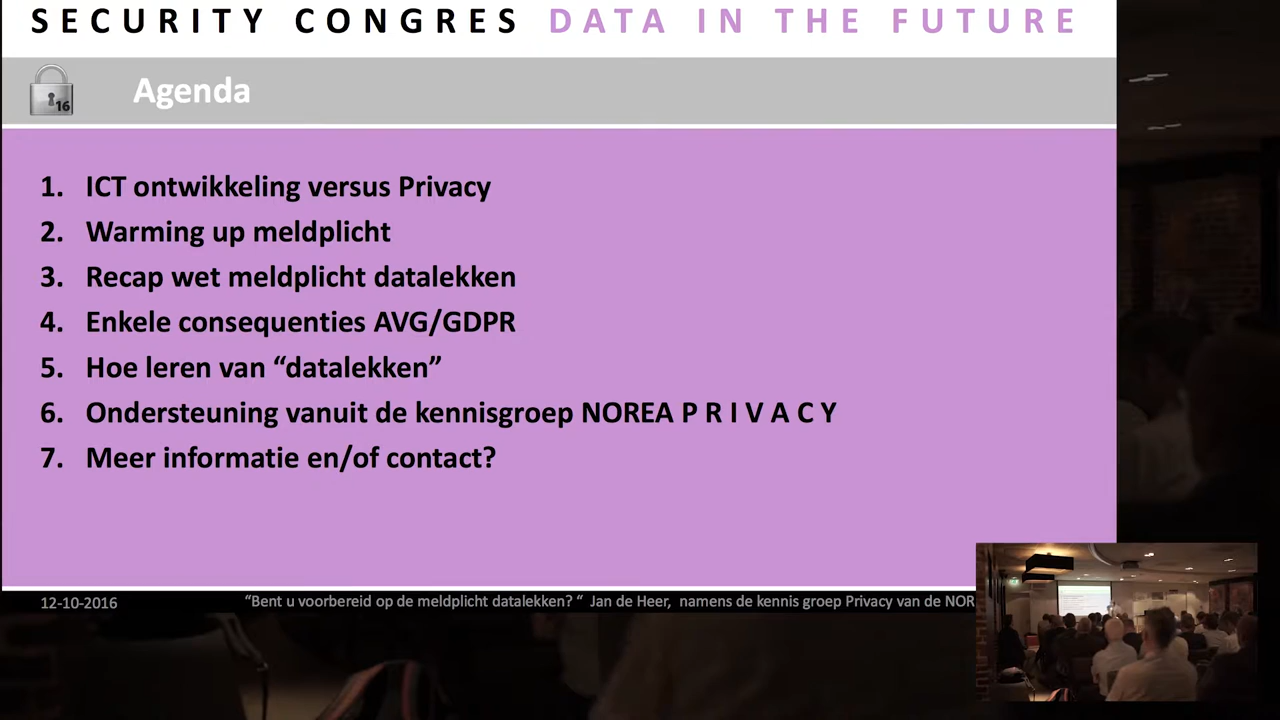 SECURITY CONGRES DATA IN THE FUTURE
16
Agenda
1. ICT ontwikkeling versus Privacy
2. Warming up meldplicht
3. Recap wet meldplicht datalekken
4. Enkele consequenties AVG/GDPR
5. Hoe leren van “datalekken”
6. Ondersteuning vanuit de kennisgroep NOREA P R I V A C Y
7. Meer informatie en/of contact?
12-10-2016 “Bent u voorbereid op de meldplicht datalekken? “ Jan de Heer, namens de kennis groep Privacy van de NOR